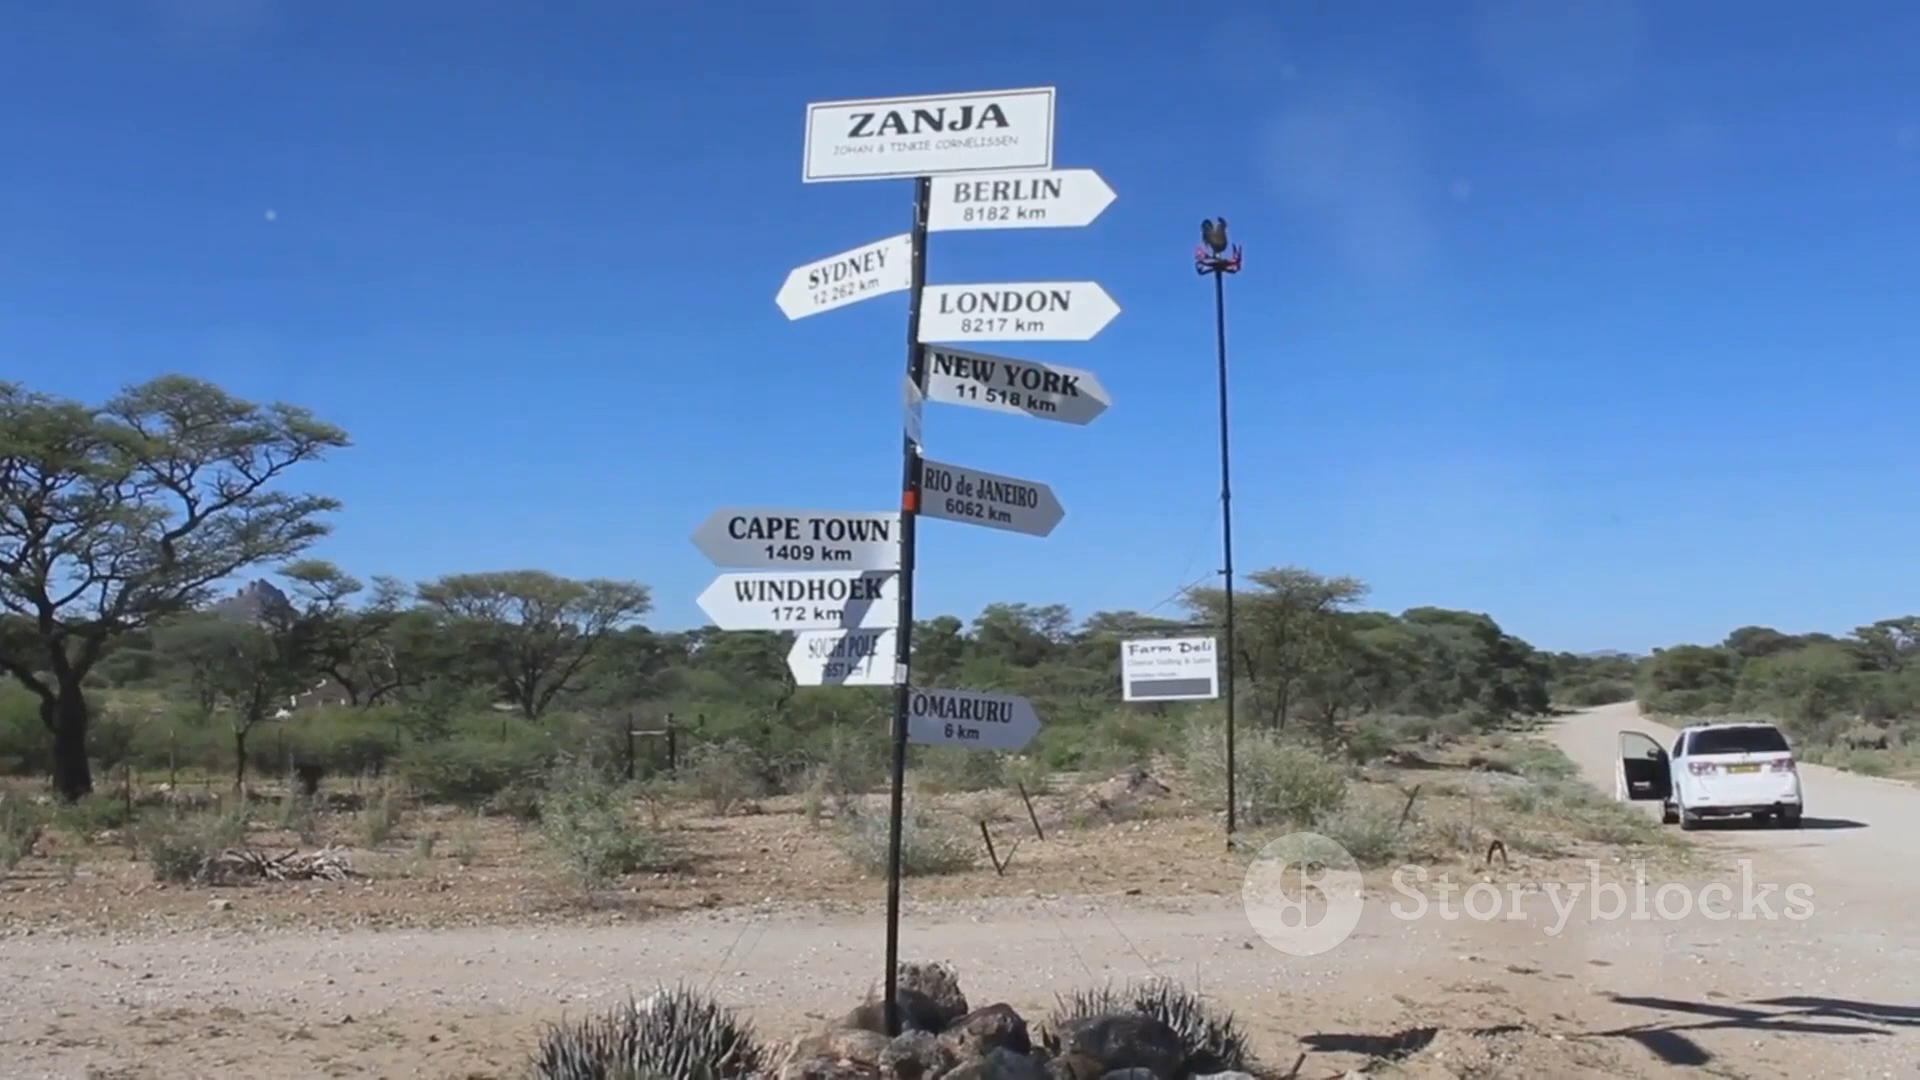 ZANJA
JOHAN & TINKIE CORNELISSEN
BERLIN
8182 km
SYDNEY
12 262 km
LONDON
8217 km
NEW YORK
11 518 km
RIO de JANEIRO
6062 km
CAPE TOWN
1409 km
WINDHOEK
172 km
SOUTH POLE
km
OMARURU
6 km
Farm Deli
Storyblocks